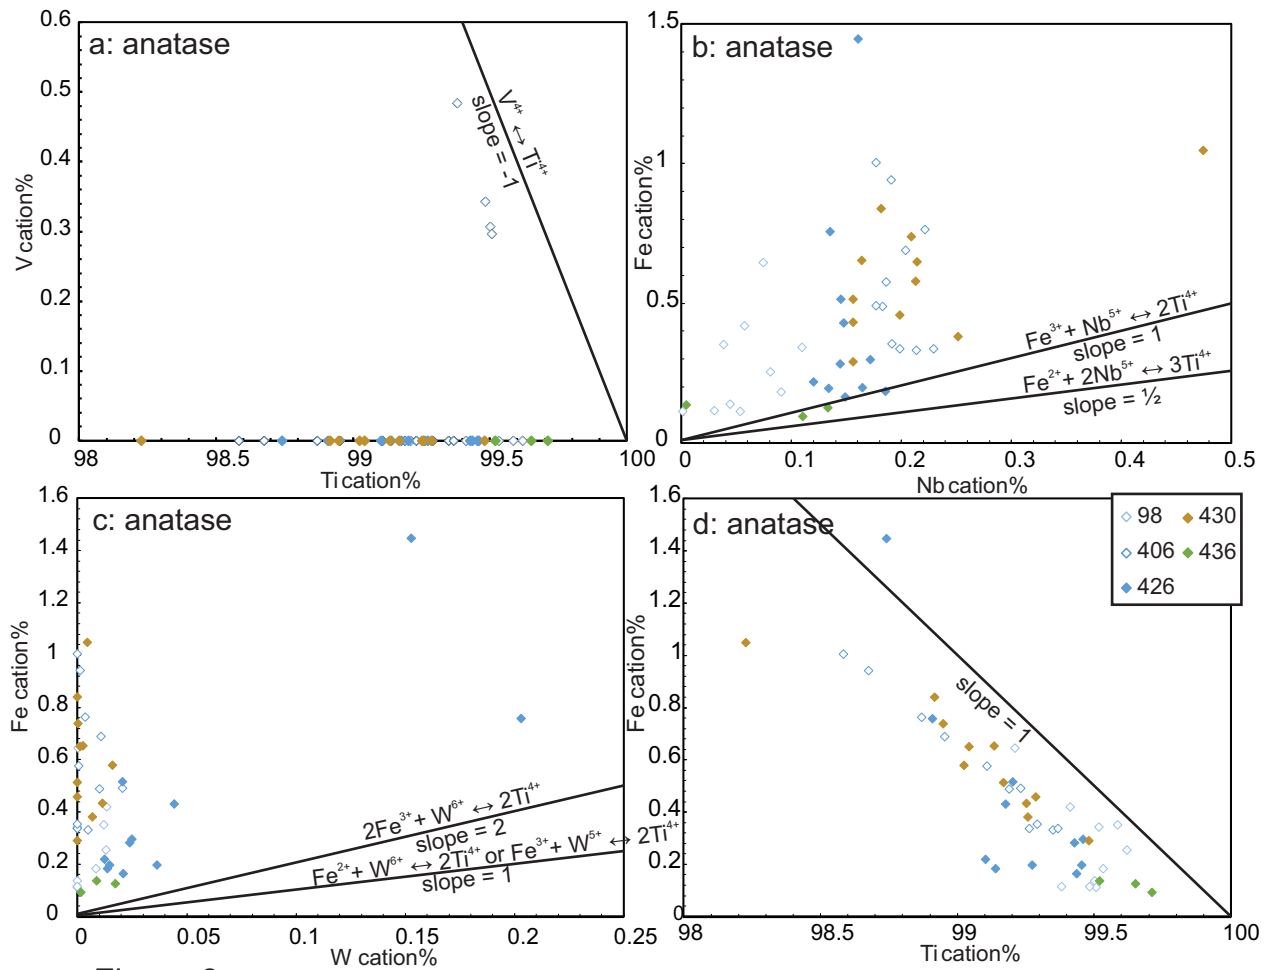 a: anatase
0.6
0.5
0.4
0.3
0.2
0.1
0
V cation%
98
98.5
99
99.5
100
Ti cation%
V4+ ↔ Ti4+
slope = -1
b: anatase
1.5
1
0.5
0
Fe cation%
0
0.1
0.2
0.3
0.4
0.5
Nb cation%
Fe3+ + Nb5+ ↔ 2Ti4+
slope = 1
Fe2+ + 2Nb5+ ↔ 3Ti4+
slope = ½
c: anatase
1.6
1.4
1.2
1
0.8
0.6
0.4
0.2
0
Fe cation%
0
0.05
0.1
0.15
0.2
0.25
W cation%
2Fe3+ + W6+ ↔ 2Ti4+
slope = 2
Fe2+ + W6+ ↔ 2Ti4+ or Fe3+ + W5+ ↔ 2Ti4+
slope = 1
d: anatase
1.6
1.4
1.2
1
0.8
0.6
0.4
0.2
0
Fe cation%
98
98.5
99
99.5
100
Ti cation%
slope = 1
98 430
406 436
426